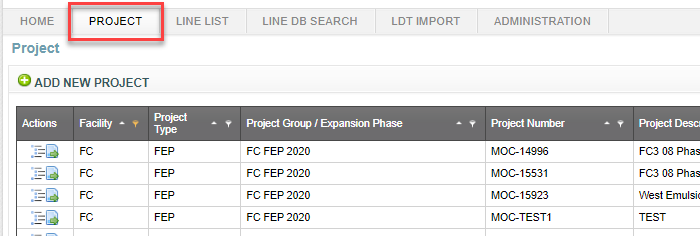 HOME PROJECT LINE LIST LINE DB SEARCH LDT IMPORT ADMINISTRATION
Project
ADD NEW PROJECT
Actions Facility Project Type Project Group / Expansion Phase Project Number Project Descr
FC FEP FC FEP 2020 MOC-14996 FC3 08 Phas
FC FEP FC FEP 2020 MOC-15531 FC3 08 Phas
FC FEP FC FEP 2020 MOC-15923 West Emulsio
FC FEP FC FEP 2020 MOC-TEST1 TEST